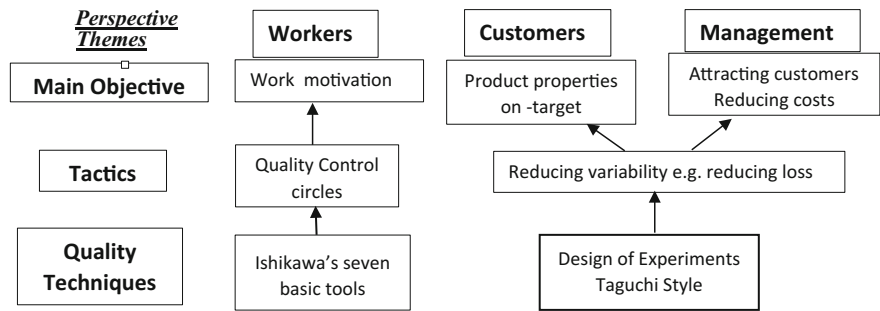 Perspective
Themes
Workers
Customers
Management
Main Objective
Work motivation
Product properties
on -target
Attracting customers
Reducing costs
Tactics
Quality Control
circles
Reducing variability e.g. reducing loss
Quality
Techniques
Ishikawa's seven
basic tools
Design of Experiments
Taguchi Style